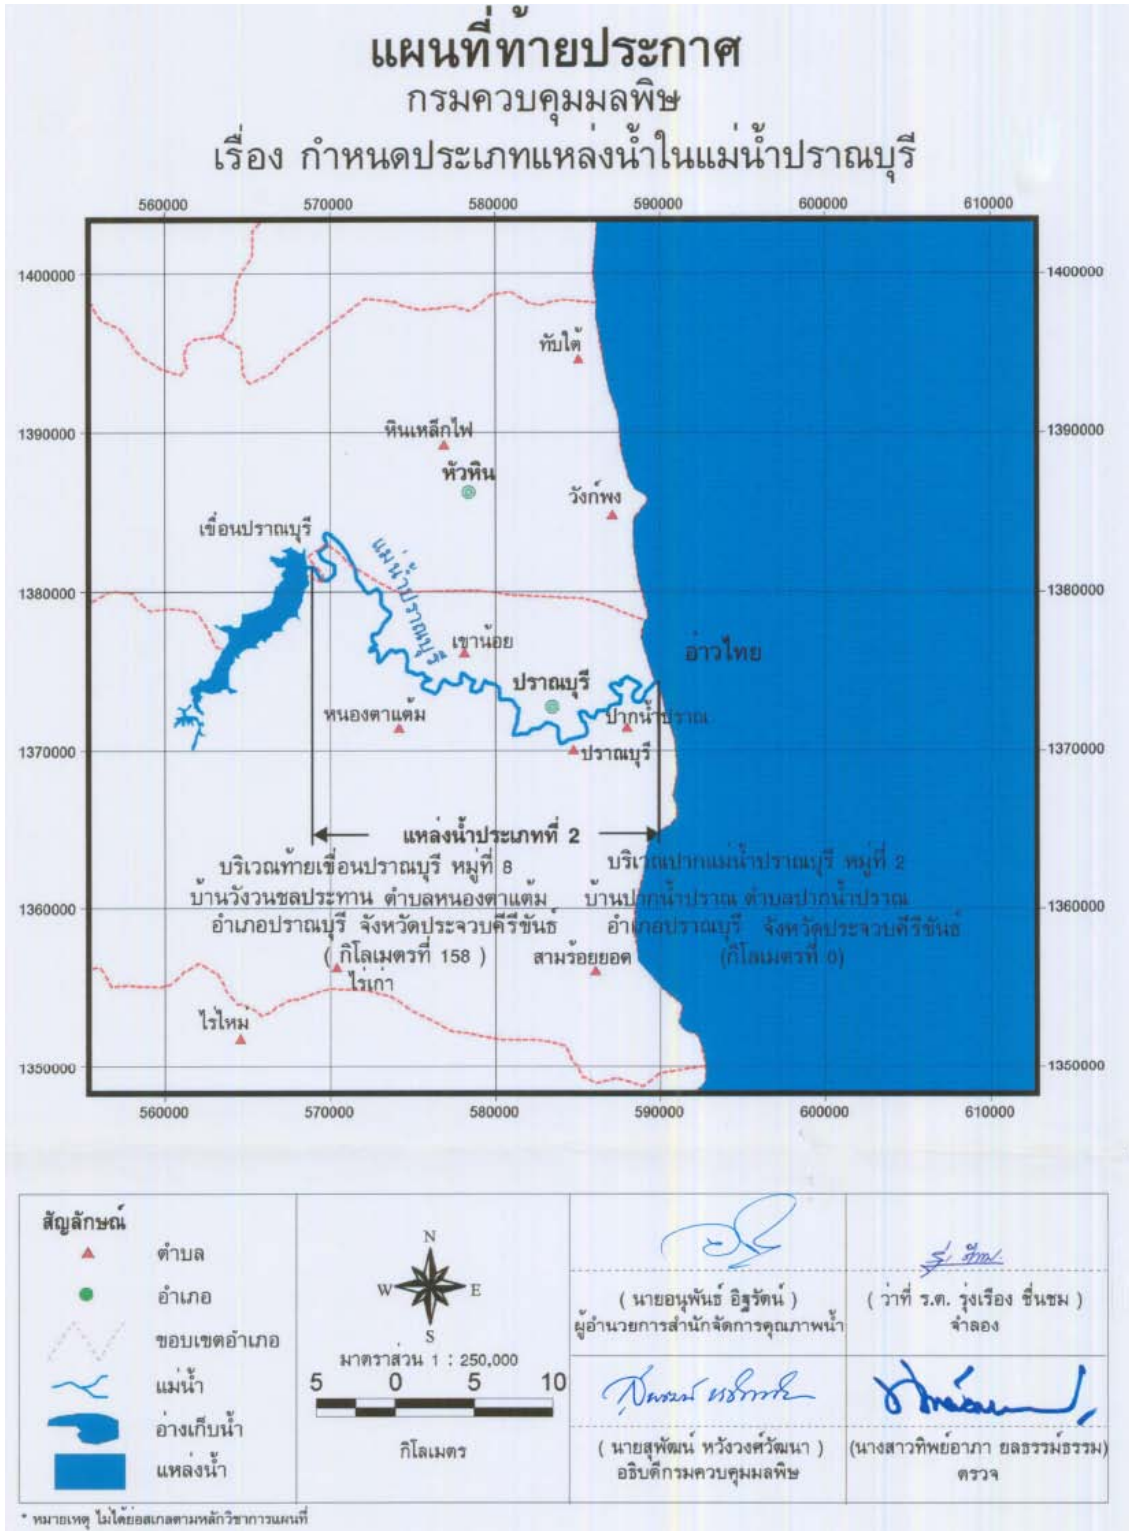 แผนที่ท้ายประกาศ
กรมควบคุมมลพิษ
เรื่อง กำหนดประเภทแหล่งน้ำในแม่น้ำปราณบุรี
560000 570000 580000 590000 600000 610000
1400000 1400000
ทับใต้
1390000 1390000
หินเหล็กไฟ
หัวหิน
วังก์พง
เขื่อนปราณบุรี
แม่น้ำปราณบุรี
1380000 1380000
เขาน้อย
อ่าวไทย
ปราณบุรี
หนองตาแต้ม
ปากน้ำปราณ
1370000 ปราณบุรี 1370000
แหล่งน้ำประเภทที่ 2
บริเวณท้ายเขื่อนปราณบุรี หมู่ที่ 8
บ้านวังวนชลประทาน ตำบลหนองตาแต้ม
อำเภอปราณบุรี จังหวัดประจวบคีรีขันธ์
( กิโลเมตรที่ 158 )
บริเวณปากแม่น้ำปราณบุรี หมู่ที่ 2
บ้านปากน้ำปราณ ตำบลปากน้ำปราณ
อำเภอปราณบุรี จังหวัดประจวบคีรีขันธ์
(กิโลเมตรที่ 0)
1360000 1360000
สามร้อยยอด
ไร่เก่า
ไร่ใหม่
1350000 1350000
560000 570000 580000 590000 600000 610000
สัญลักษณ์
ตำบล
อำเภอ
ขอบเขตอำเภอ
แม่น้ำ
อ่างเก็บน้ำ
แหล่งน้ำ
N
W E
S
มาตราส่วน 1 : 250,000
5 0 5 10
กิโลเมตร
( นายอนุพันธ์ อิฐรัตน์ )
ผู้อำนวยการสำนักจัดการคุณภาพน้ำ
( ว่าที่ ร.ต. รุ่งเรือง ชื่นชม )
จำลอง
( นายสุพัฒน์ หวังวงศ์วัฒนา )
อธิบดีกรมควบคุมมลพิษ
(นางสาวทิพย์อาภา ยลธรรม์ธรรม)
ตรวจ
* หมายเหตุ ไม่ได้ย่อสเกลตามหลักวิชาการแผนที่